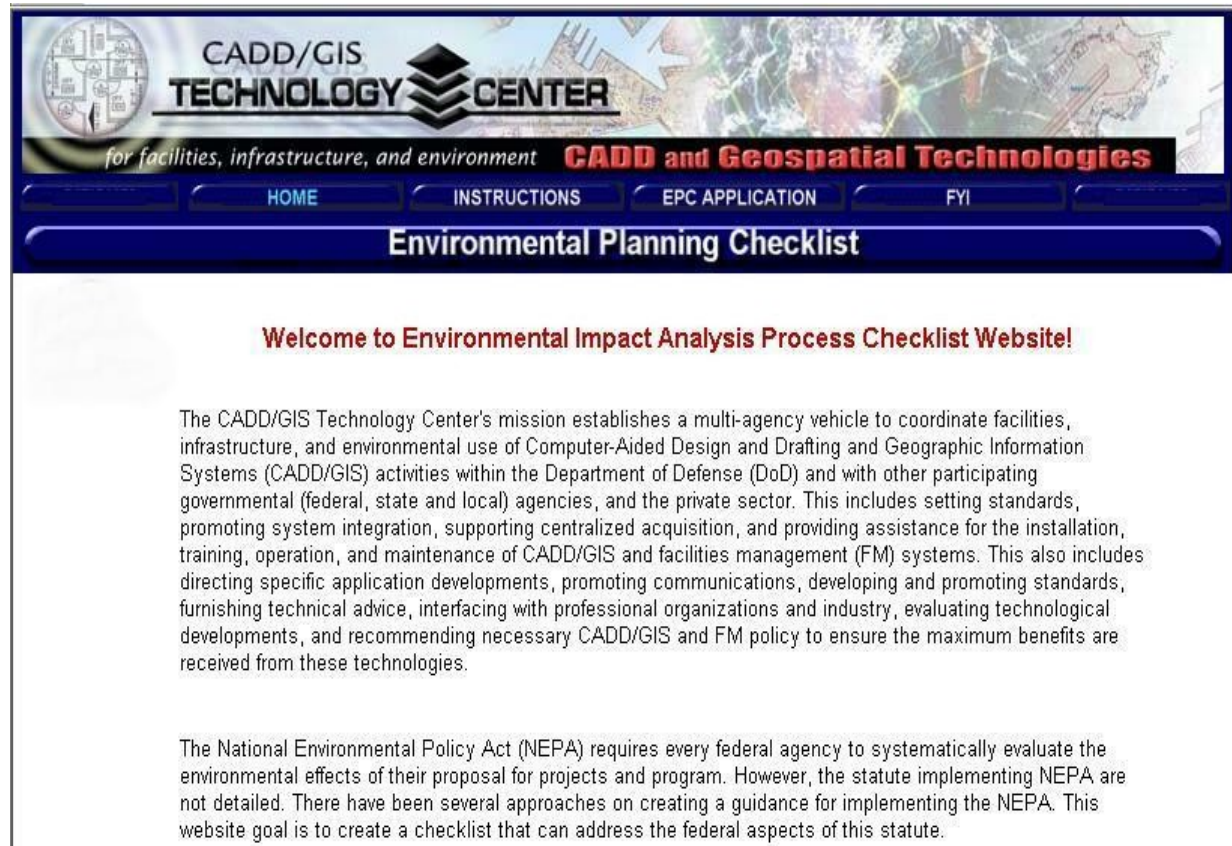 CADD/GIS
TECHNOLOGY CENTER
for facilities, infrastructure, and environment CADD and Geospatial Technologies
HOME INSTRUCTIONS EPC APPLICATION FYI
Environmental Planning Checklist
Welcome to Environmental Impact Analysis Process Checklist Website!
The CADD/GIS Technology Center's mission establishes a multi-agency vehicle to coordinate facilities,
infrastructure, and environmental use of Computer-Aided Design and Drafting and Geographic Information
Systems (CADD/GIS) activities within the Department of Defense (DoD) and with other participating
governmental (federal, state and local) agencies, and the private sector. This includes setting standards,
promoting system integration, supporting centralized acquisition, and providing assistance for the installation,
training, operation, and maintenance of CADD/GIS and facilities management (FM) systems. This also includes
directing specific application developments, promoting communications, developing and promoting standards,
furnishing technical advice, interfacing with professional organizations and industry, evaluating technological
developments, and recommending necessary CADD/GIS and FM policy to ensure the maximum benefits are
received from these technologies.
The National Environmental Policy Act (NEPA) requires every federal agency to systematically evaluate the
environmental effects of their proposal for projects and program. However, the statute implementing NEPA are
not detailed. There have been several approaches on creating a guidance for implementing the NEPA. This
website goal is to create a checklist that can address the federal aspects of this statute.